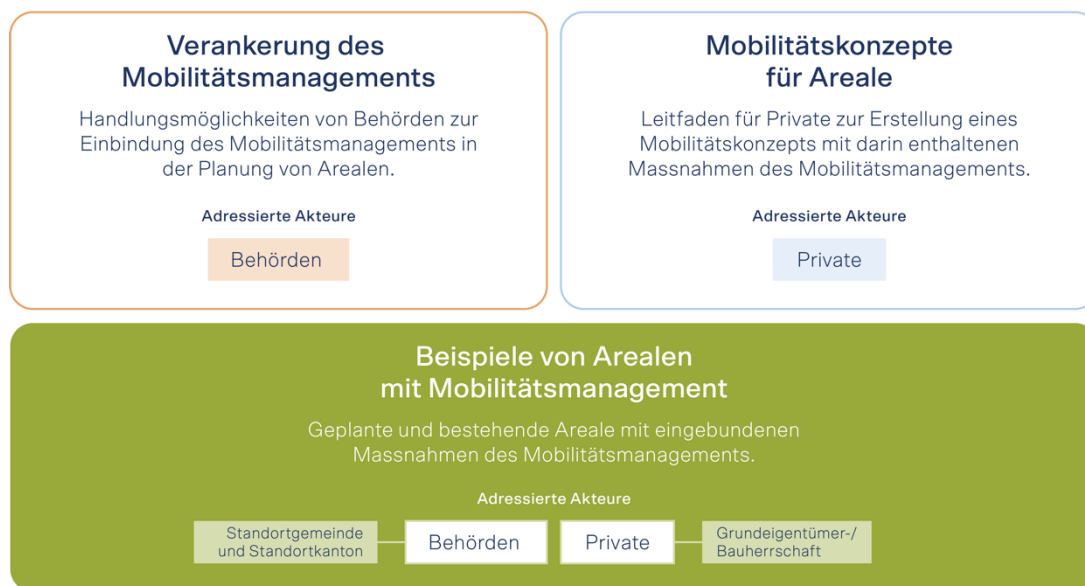 Verankerung des
Mobilitätsmanagements
Handlungsmöglichkeiten von Behörden zur
Einbindung des Mobilitätsmanagements in
der Planung von Arealen.
Adressierte Akteure
Behörden
Mobilitätskonzepte
für Areale
Leitfaden für Private zur Erstellung eines
Mobilitätskonzepts mit darin enthaltenen
Massnahmen des Mobilitätsmanagements.
Adressierte Akteure
Private
Beispiele von Arealen
mit Mobilitätsmanagement
Geplante und bestehende Areale mit eingebundenen
Massnahmen des Mobilitätsmanagements.
Adressierte Akteure
Standortgemeinde
und Standortkanton
Behörden
Private
Grundeigentümer-/
Bauherrschaft